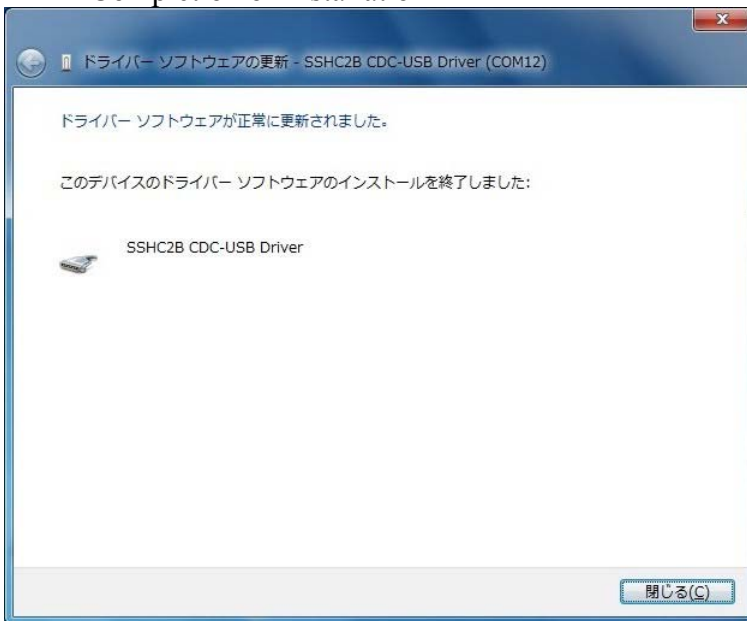 Completion of installation
ドライバー ソフトウェアの更新 - SSHC2B CDC-USB Driver (COM12)
ドライバー ソフトウェアが正常に更新されました。
このデバイスのドライバー ソフトウェアのインストールを終了しました:
SSHC2B CDC-USB Driver
閉じる(C)